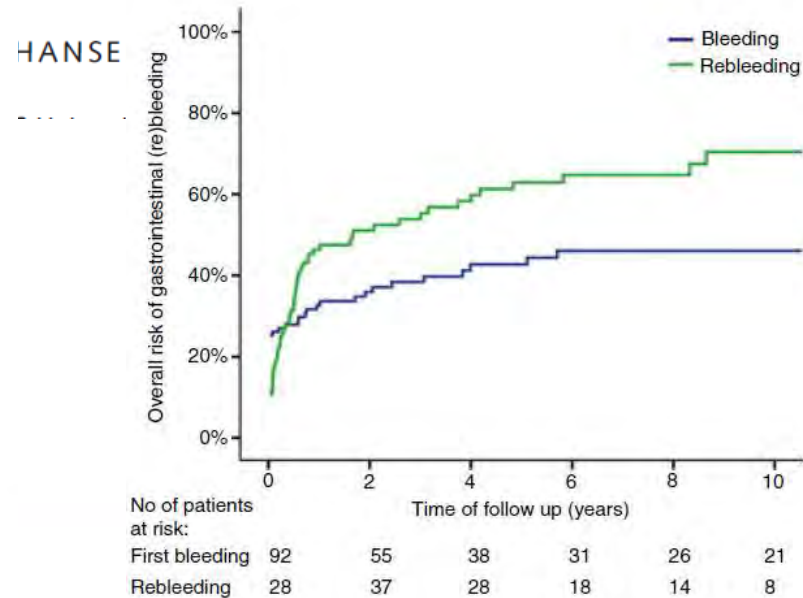 HANSE
Overall risk of gastrointestinal (re)bleeding
100%
80%
60%
40%
20%
0%
Bleeding
Rebleeding
0 2 4 6 8 10
Time of follow up (years)
No of patients
at risk:
First bleeding 92 55 38 31 26 21
Rebleeding 28 37 28 18 14 8